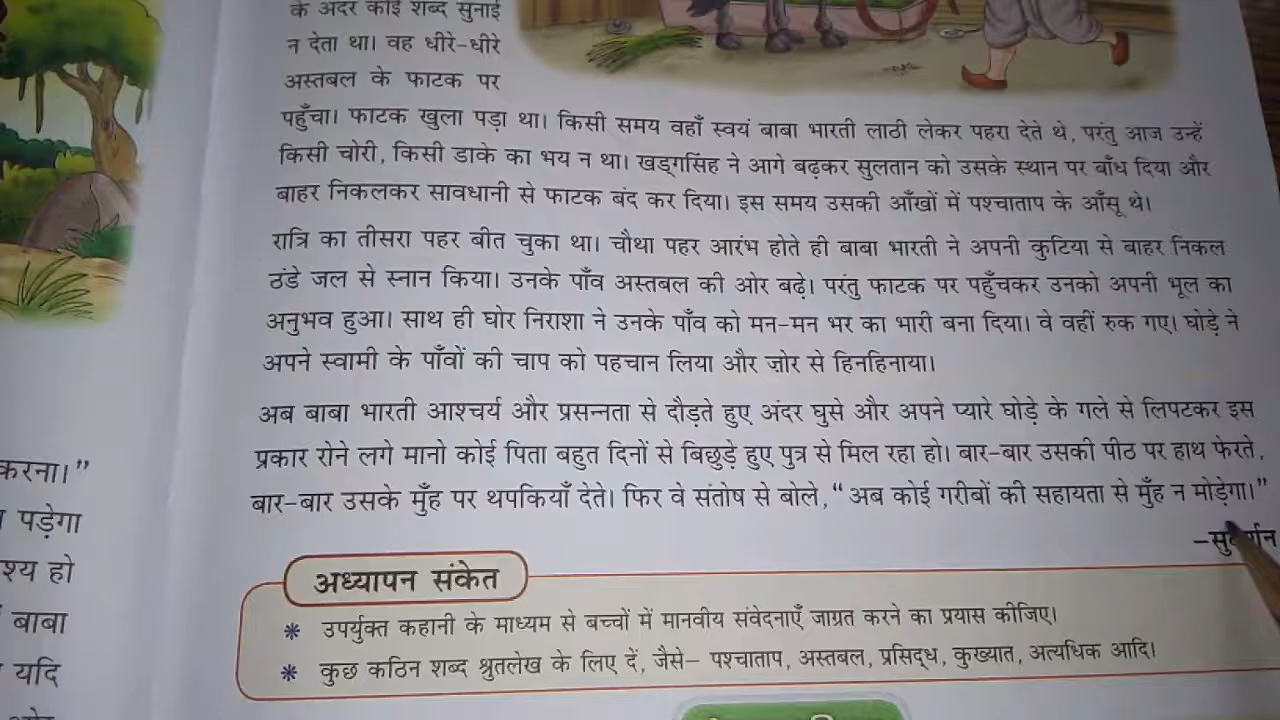 के अंदर कोई शब्द सुनाई
न देता था। वह धीरे-धीरे
अस्तबल के फाटक पर
पहुँचा। फाटक खुला पड़ा था। किसी समय वहाँ स्वयं बाबा भारती लाठी लेकर पहरा देते थे, परंतु आज उन्हें
किसी चोरी, किसी डाके का भय न था। खड्गसिंह ने आगे बढ़कर सुलतान को उसके स्थान पर बाँध दिया और
बाहर निकलकर सावधानी से फाटक बंद कर दिया। इस समय उसकी आँखों में पश्चाताप के आँसू थे।
रात्रि का तीसरा पहर बीत चुका था। चौथा पहर आरंभ होते ही बाबा भारती ने अपनी कुटिया से बाहर निकल
ठंडे जल से स्नान किया। उनके पाँव अस्तबल की ओर बढ़े। परंतु फाटक पर पहुँचकर उनको अपनी भूल का
अनुभव हुआ। साथ ही घोर निराशा ने उनके पाँव को मन-मन भर का भारी बना दिया। वे वहीं रुक गए। घोड़े ने
अपने स्वामी के पाँवों की चाप को पहचान लिया और ज़ोर से हिनहिनाया।
अब बाबा भारती आश्चर्य और प्रसन्नता से दौड़ते हुए अंदर घुसे और अपने प्यारे घोड़े के गले से लिपटकर इस
प्रकार रोने लगे मानो कोई पिता बहुत दिनों से बिछुड़े हुए पुत्र से मिल रहा हो। बार-बार उसकी पीठ पर हाथ फेरते,
बार-बार उसके मुँह पर थपकियाँ देते। फिर वे संतोष से बोले, “अब कोई गरीबों की सहायता से मुँह न मोड़ेगा।”
अध्यापन संकेत
* उपर्युक्त कहानी के माध्यम से बच्चों में मानवीय संवेदनाएँ जाग्रत करने का प्रयास कीजिए।
* कुछ कठिन शब्द श्रुतलेख के लिए दें, जैसे– पश्चाताप, अस्तबल, प्रसिद्ध, कुख्यात, अत्यधिक आदि।
करना।”
पड़ेगा
श्य हो
बाबा
यदि